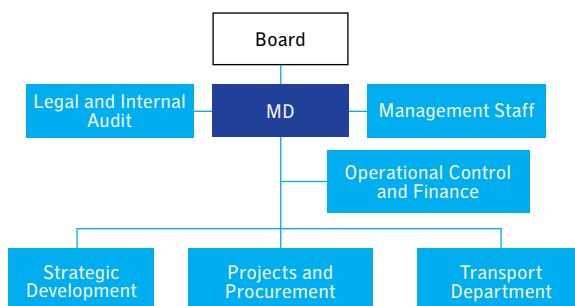 Board
Legal and Internal
Audit
MD
Management Staff
Operational Control
and Finance
Strategic
Development
Projects and
Procurement
Transport
Department